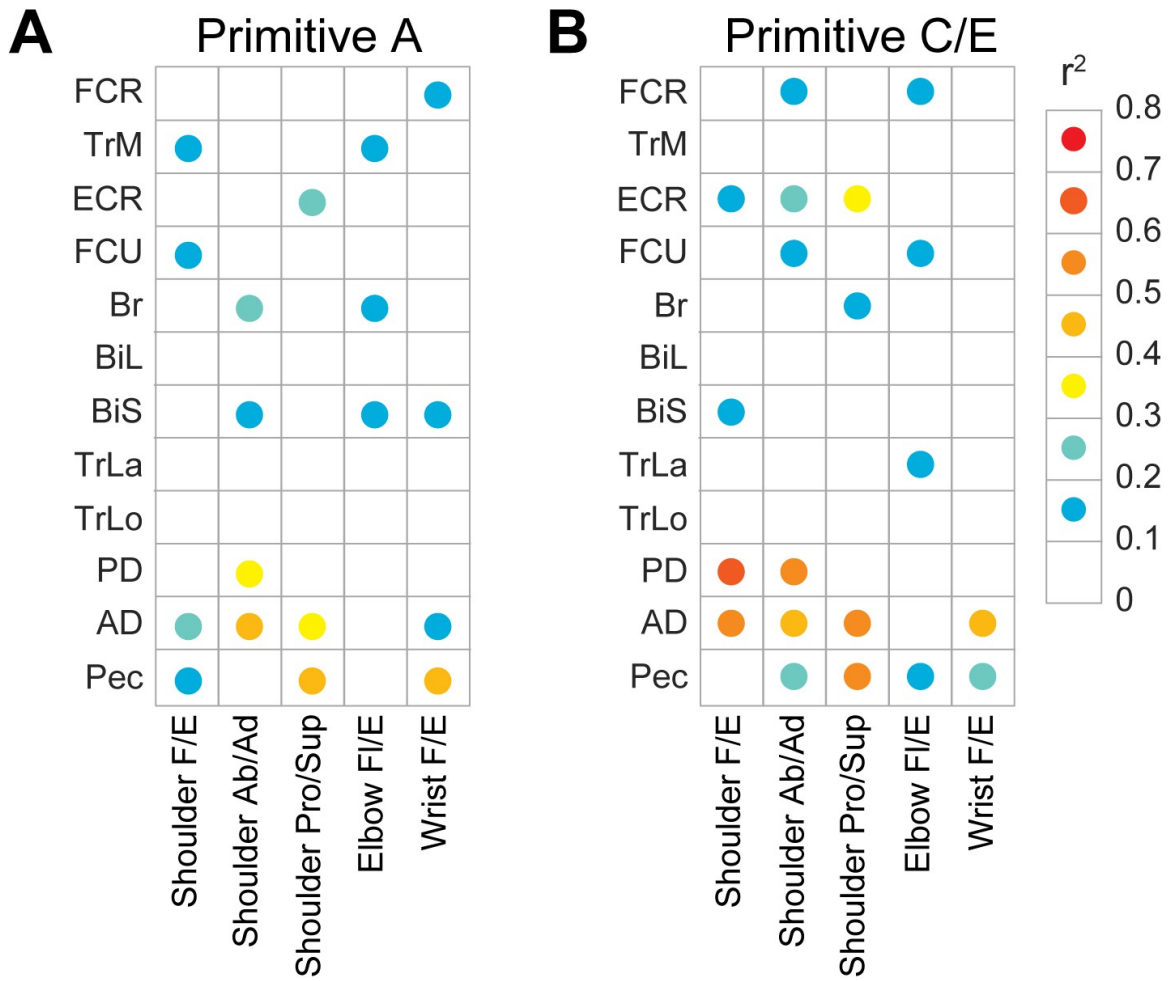 A
Primitive A
FCR
TrM
ECR
FCU
Br
BiL
BiS
TrLa
TrLo
PD
AD
Pec
Shoulder F/E
Shoulder Ab/Ad
Shoulder Pro/Sup
Elbow Fl/E
Wrist F/E
B
Primitive C/E
FCR
TrM
ECR
FCU
Br
BiL
BiS
TrLa
TrLo
PD
AD
Pec
Shoulder F/E
Shoulder Ab/Ad
Shoulder Pro/Sup
Elbow Fl/E
Wrist F/E
r²
0.8
0.7
0.6
0.5
0.4
0.3
0.2
0.1
0